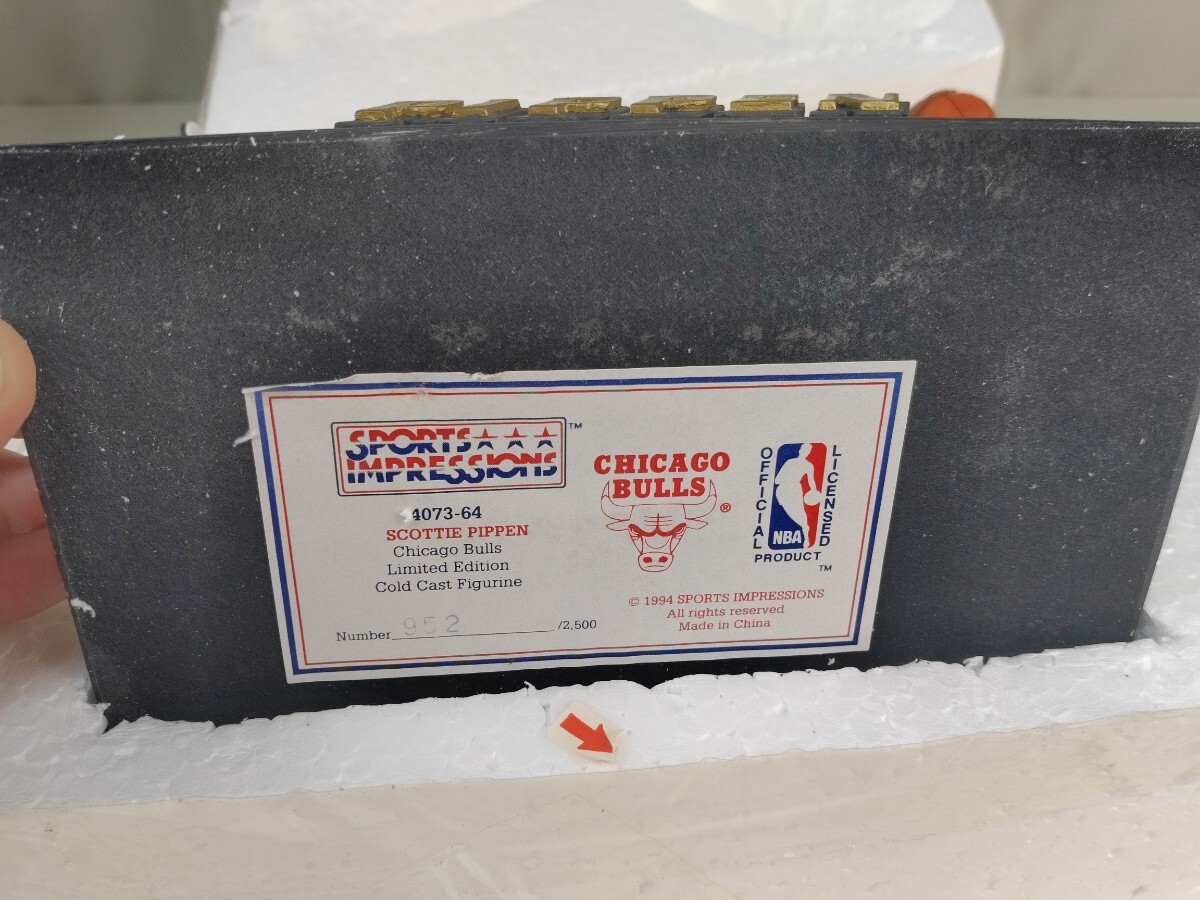 SPORTS
IMPRESSIONS
™
4073-64
SCOTTIE PIPPEN
Chicago Bulls
Limited Edition
Cold Cast Figurine
Number 952 /2,500
CHICAGO
BULLS
®
OFFICIAL
NBA
LICENSED
PRODUCT
™
© 1994 SPORTS IMPRESSIONS
All rights reserved
Made in China